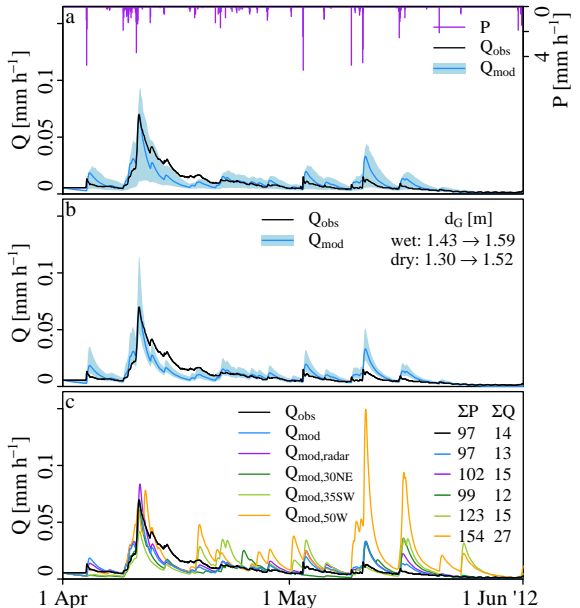 a
P
Q_obs
Q_mod
Q [mm h⁻¹]
0.1
0.05
0
P [mm h⁻¹]
0
4
b
Q_obs
Q_mod
d_G [m]
wet: 1.43 → 1.59
dry: 1.30 → 1.52
Q [mm h⁻¹]
0.1
0.05
0
c
Q_obs
Q_mod
Q_mod,radar
Q_mod,30NE
Q_mod,35SW
Q_mod,50W
ΣP ΣQ
97 14
97 13
102 15
99 12
123 15
154 27
Q [mm h⁻¹]
0.1
0.05
0
1 Apr 1 May 1 Jun '12